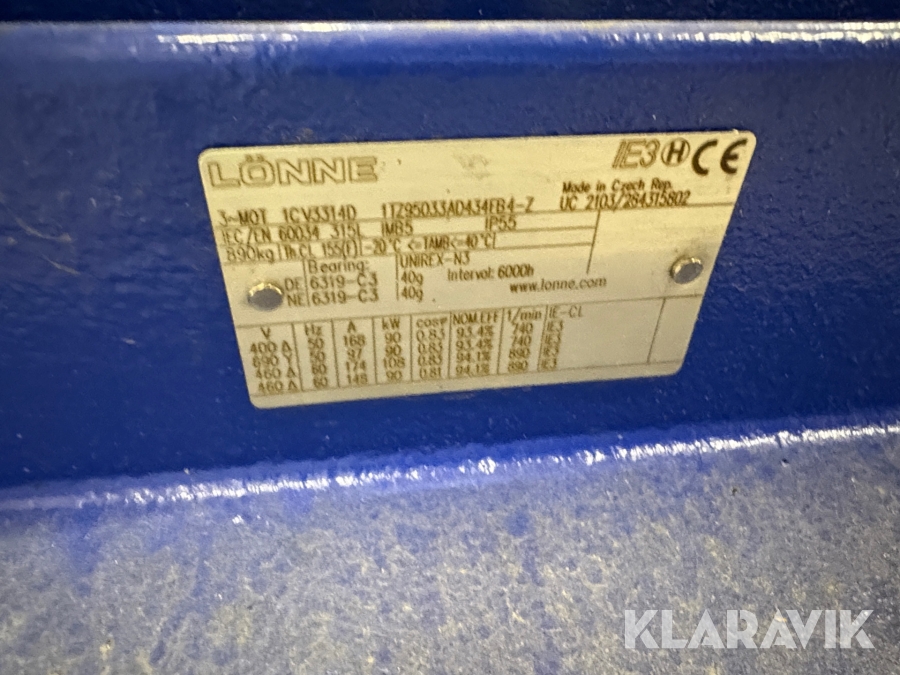 LÖNNE
IE3 H CE
3~MOT 1CV3314D 1TZ95033AD434FB4-Z
Made in Czech Rep.
UC 2103/284315802
IEC/EN 60034 315L IMB5 IP55
890kg Th.CL 155(F) -20°C <=TAMB<=40°C
Bearing: UNIREX-N3
DE 6319-C3 40g Interval: 6000h
NE 6319-C3 40g www.lonne.com
V Hz A kW cosφ NOM.EFF 1/min IE-CL
400 Δ 50 168 90 0.83 93.4% 740 IE3
690 Y 50 97 90 0.83 93.4% 740 IE3
460 Δ 60 174 108 0.83 94.1% 890 IE3
460 Δ 60 148 90 0.81 94.1% 890 IE3
KLARAVIK